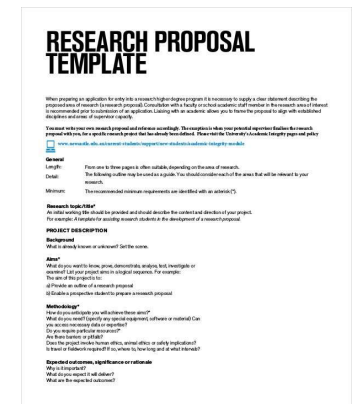 RESEARCH PROPOSAL
TEMPLATE
When preparing an application for entry into a research higher degree program it is necessary to supply a clear statement describing the
proposed area of research (a research proposal). Consultation with a faculty or school academic staff member in the research area of interest
is recommended prior to submission of an application. Liaising with an academic allows you to frame the proposal to align with established
disciplines and areas of supervisor capacity.
You must write your own research proposal and reference accordingly. The exception is when your potential supervisor finalises the research
proposal with you, for a specific research project that has already been defined. Please visit the University's Academic Integrity pages and policy
www.newcastle.edu.au/current-students/support/new-students/academic-integrity-module
General
Length: From one to three pages is often suitable, depending on the area of research.
Detail: The following outline may be used as a guide. You should consider each of the areas that will be relevant to your
research.
Minimum: The recommended minimum requirements are identified with an asterisk (*).
Research topic/title*
An initial working title should be provided and should describe the content and direction of your project.
For example: A template for assisting research students in the development of a research proposal.
PROJECT DESCRIPTION
Background
What is already known or unknown? Set the scene.
Aims*
What do you want to know, prove, demonstrate, analyse, test, investigate or
examine? List your project aims in a logical sequence. For example:
The aim of this project is to:
a) Provide an outline of a research proposal
b) Enable a prospective student to prepare a research proposal
Methodology*
How do you anticipate you will achieve these aims?*
What do you need? (specify any special equipment, software or materials) Can
you access necessary data or expertise?
Do you require particular resources?*
Are there barriers or pitfalls?
Does the project involve human ethics, animal ethics or safety implications?
Is travel or fieldwork required? If so, where to, how long and at what intervals?
Expected outcomes, significance or rationale
Why is it important?
What do you expect it will deliver?
What are the expected outcomes?